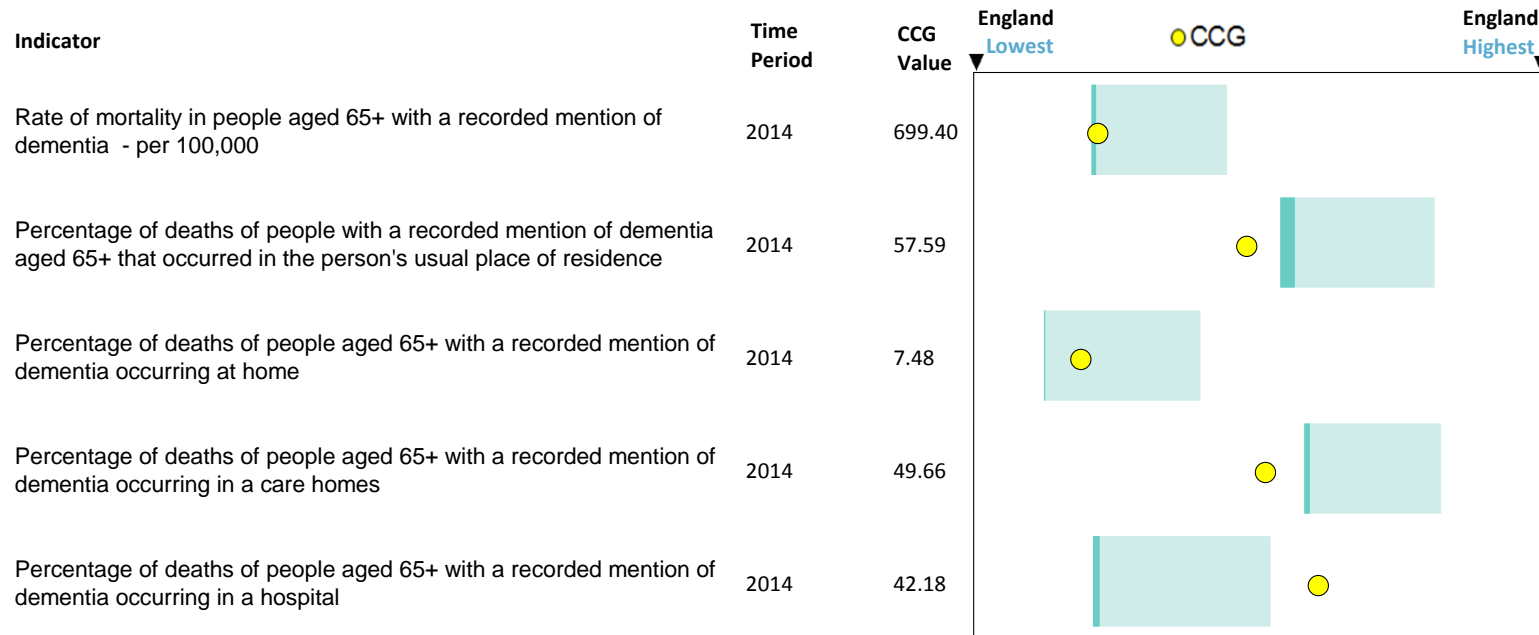 Indicator
Time
Period
CCG
Value
England
Lowest
CCG
England
Highest
Rate of mortality in people aged 65+ with a recorded mention of
dementia - per 100,000
2014
699.40
Percentage of deaths of people with a recorded mention of dementia
aged 65+ that occurred in the person's usual place of residence
2014
57.59
Percentage of deaths of people aged 65+ with a recorded mention of
dementia occurring at home
2014
7.48
Percentage of deaths of people aged 65+ with a recorded mention of
dementia occurring in a care homes
2014
49.66
Percentage of deaths of people aged 65+ with a recorded mention of
dementia occurring in a hospital
2014
42.18